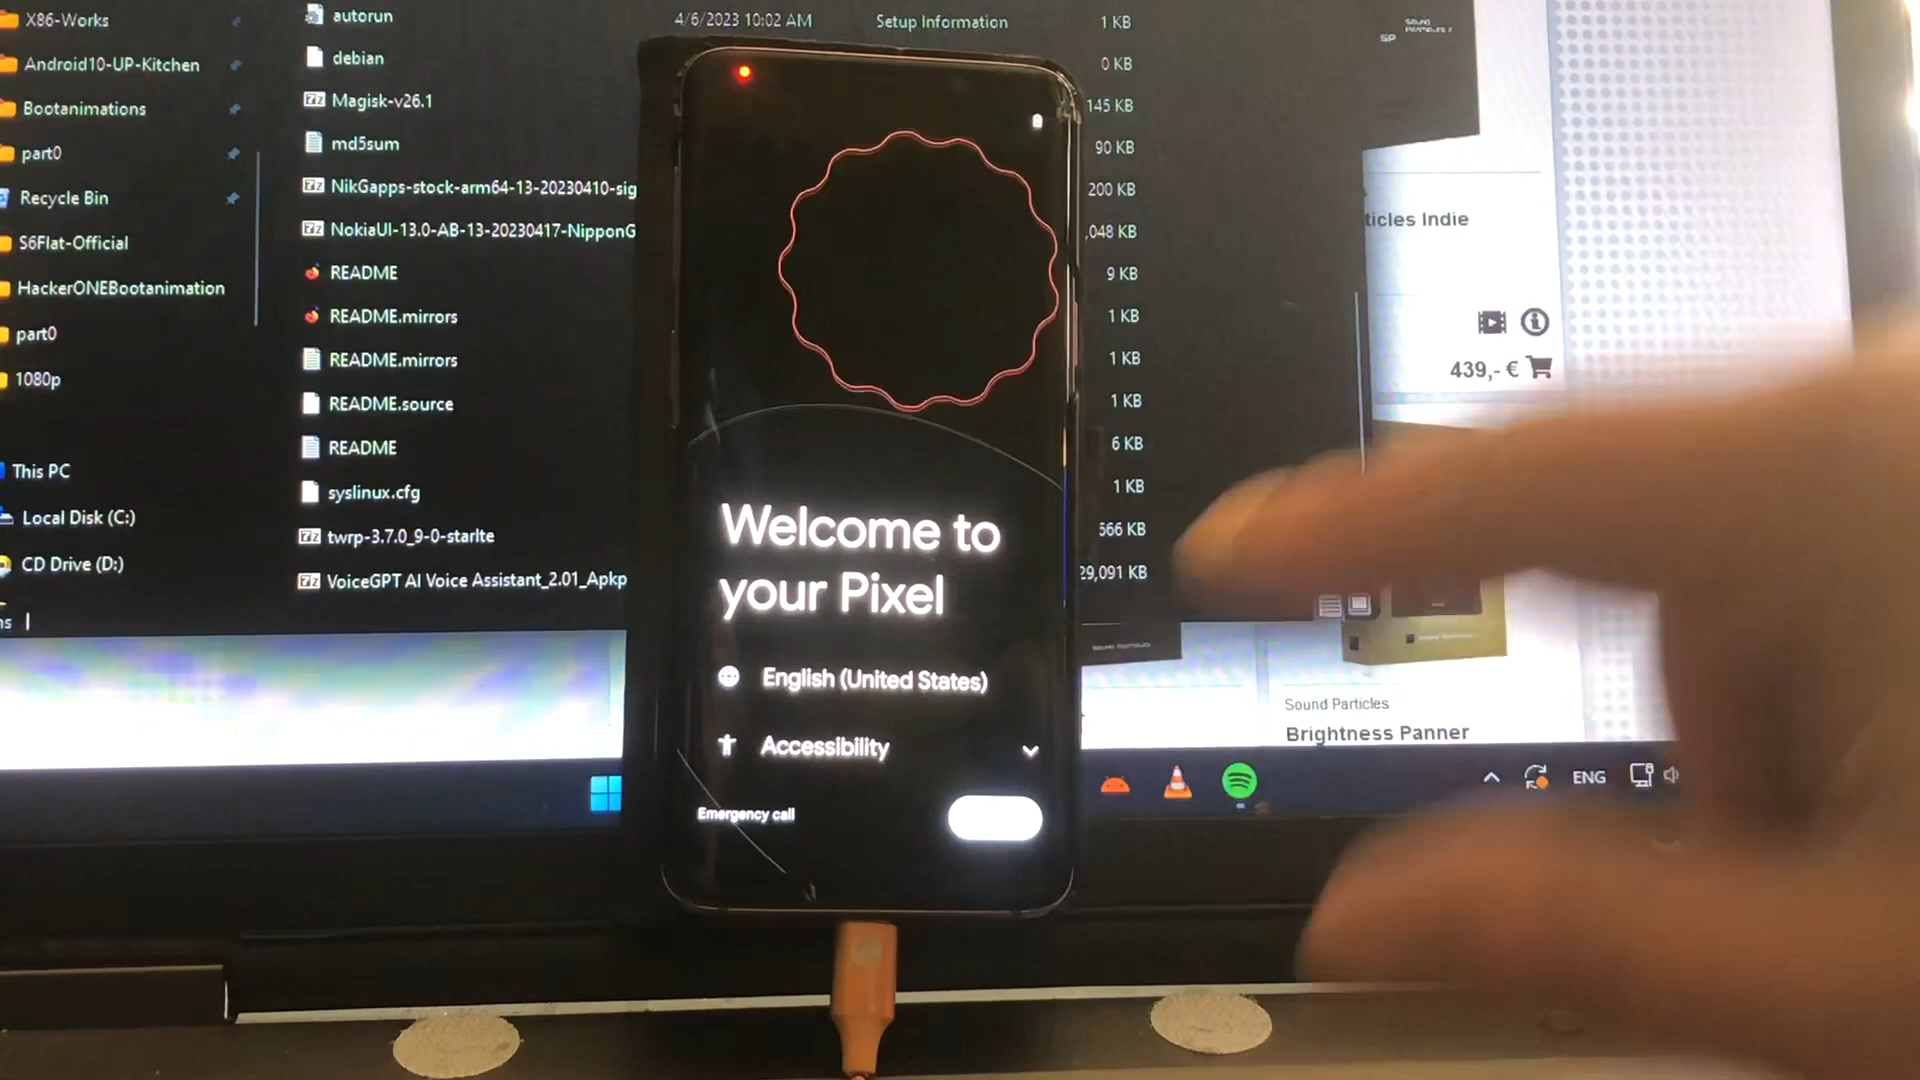 X86-Works
Android10-UP-Kitchen
Bootanimations
part0
Recycle Bin
S6Flat-Official
HackerONEBootanimation
part0
1080p
This PC
Local Disk (C:)
CD Drive (D:)
autorun
debian
Magisk-v26.1
md5sum
NikGapps-stock-arm64-13-20230410-sig
NokiaUI-13.0-AB-13-20230417-NipponG
README
README.mirrors
README.mirrors
README.source
README
syslinux.cfg
twrp-3.7.0_9-0-starlte
VoiceGPT AI Voice Assistant_2.01_Apkp
4/6/2023 10:02 AM
Setup Information
1 KB
0 KB
145 KB
90 KB
200 KB
,048 KB
9 KB
1 KB
1 KB
1 KB
6 KB
1 KB
566 KB
29,091 KB
Welcome to
your Pixel
English (United States)
Accessibility
Emergency call
SP
ticles Indie
439,- €
Sound Particles
Brightness Panner
ENG